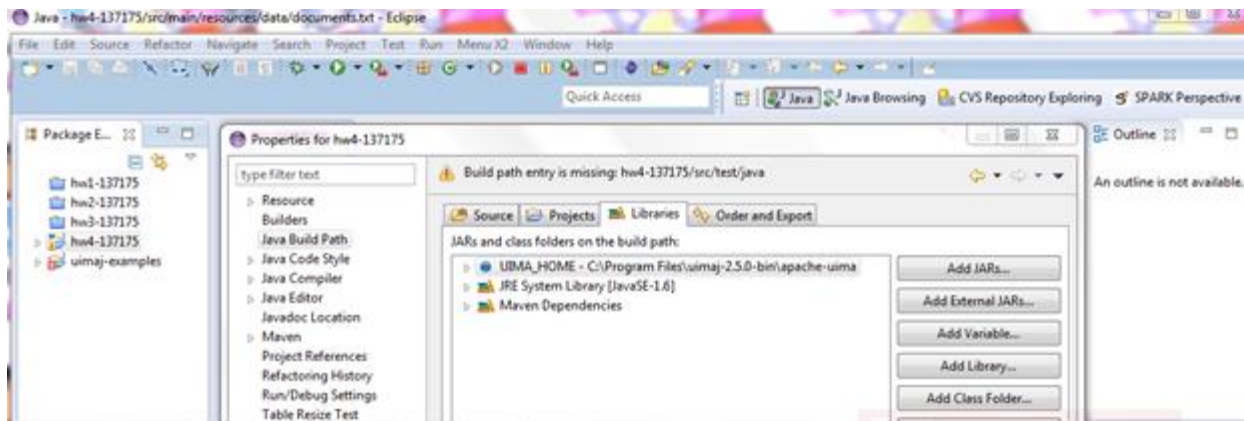 Java - hw4-137175/src/main/resources/data/documents.txt - Eclipse
File Edit Source Refactor Navigate Search Project Test Run Menu X2 Window Help
Quick Access
Java Java Browsing CVS Repository Exploring SPARK Perspective
Package E...
hw1-137175
hw2-137175
hw3-137175
hw4-137175
uimaj-examples
Properties for hw4-137175
type filter text
Resource
Builders
Java Build Path
Java Code Style
Java Compiler
Java Editor
Javadoc Location
Maven
Project References
Refactoring History
Run/Debug Settings
Table Resize Test
Build path entry is missing: hw4-137175/src/test/java
Source Projects Libraries Order and Export
JARs and class folders on the build path:
UIMA_HOME - C:\Program Files\uimaj-2.5.0-bin\apache-uima
JRE System Library [JavaSE-1.6]
Maven Dependencies
Add JARs...
Add External JARs...
Add Variable...
Add Library...
Add Class Folder...
Outline
An outline is not available.